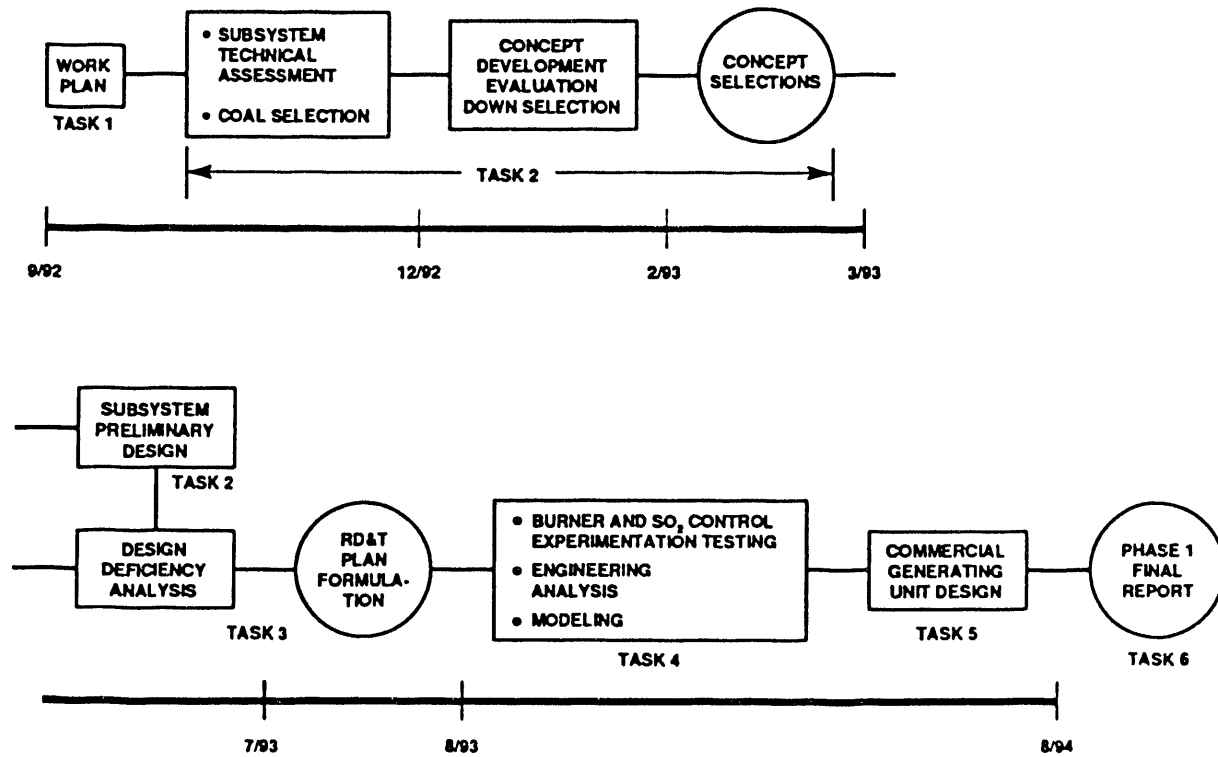 WORK
PLAN
TASK 1
• SUBSYSTEM
TECHNICAL
ASSESSMENT
• COAL SELECTION
CONCEPT
DEVELOPMENT
EVALUATION
DOWN SELECTION
CONCEPT
SELECTIONS
TASK 2
9/92
12/92
2/93
3/93
SUBSYSTEM
PRELIMINARY
DESIGN
TASK 2
DESIGN
DEFICIENCY
ANALYSIS
TASK 3
RD&T
PLAN
FORMULA-
TION
• BURNER AND SO₂ CONTROL
EXPERIMENTATION TESTING
• ENGINEERING
ANALYSIS
• MODELING
TASK 4
COMMERCIAL
GENERATING
UNIT DESIGN
TASK 5
PHASE 1
FINAL
REPORT
TASK 6
7/93
8/93
8/94